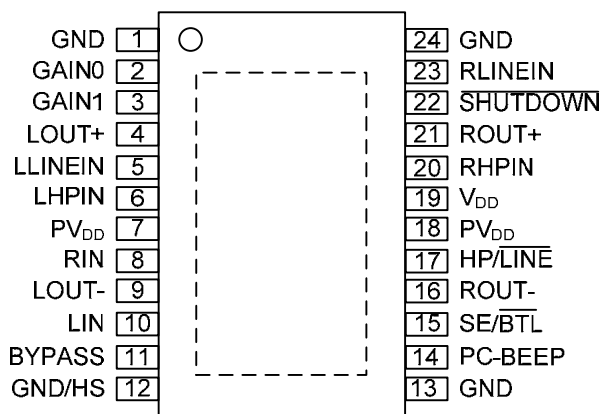 GND 1
GAIN0 2
GAIN1 3
LOUT+ 4
LLINEIN 5
LHPIN 6
PVDD 7
RIN 8
LOUT- 9
LIN 10
BYPASS 11
GND/HS 12
24 GND
23 RLINEIN
22 SHUTDOWN
21 ROUT+
20 RHPIN
19 VDD
18 PVDD
17 HP/LINE
16 ROUT-
15 SE/BTL
14 PC-BEEP
13 GND